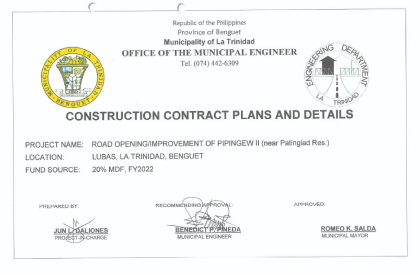 Republic of the Philippines
Province of Benguet
Municipality of La Trinidad
OFFICE OF THE MUNICIPAL ENGINEER
Tel. (074) 442-6309
MUNICIPALITY OF LA TRINIDAD
BENGUET
ENGINEERING DEPARTMENT
LA TRINIDAD
CONSTRUCTION CONTRACT PLANS AND DETAILS
PROJECT NAME: ROAD OPENING/IMPROVEMENT OF PIPINGEW II (near Patinglad Res.)
LOCATION: LUBAS, LA TRINIDAD, BENGUET
FUND SOURCE: 20% MDF, FY2022
PREPARED BY: RECOMMENDING APPROVAL: APPROVED:
JUN L. GALIONES BENEDICT P. PINEDA ROMEO K. SALDA
PROJECT-IN-CHARGE MUNICIPAL ENGINEER MUNICIPAL MAYOR